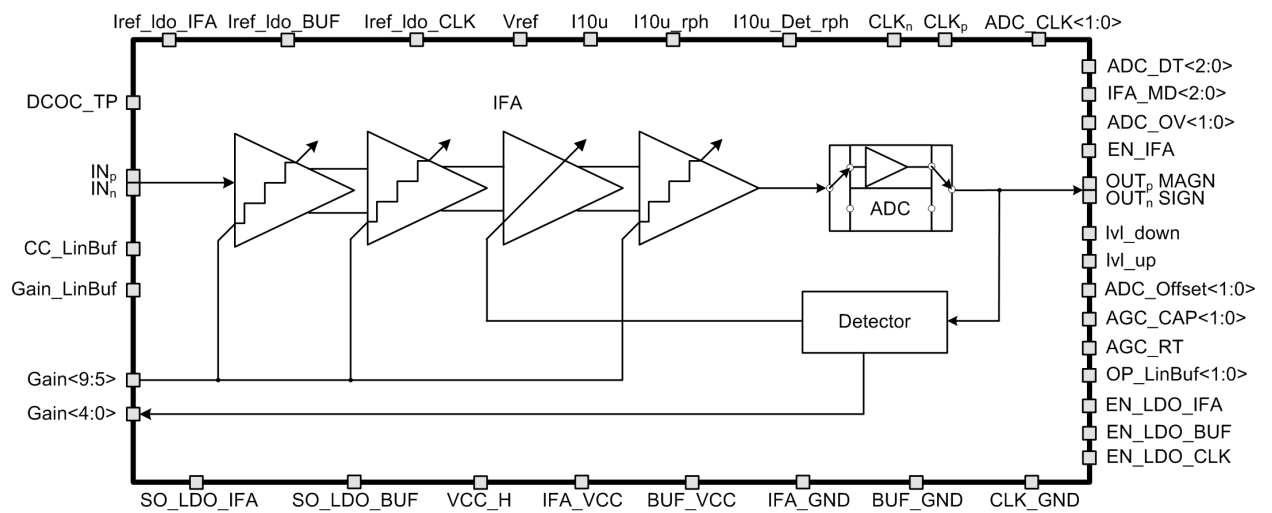 Iref_ldo_IFA Iref_ldo_BUF Iref_ldo_CLK Vref I10u I10u_rph I10u_Det_rph CLKn CLKp ADC_CLK<1:0>
DCOC_TP
INp
INn
CC_LinBuf
Gain_LinBuf
Gain<9:5>
Gain<4:0>
IFA
ADC
Detector
ADC_DT<2:0>
IFA_MD<2:0>
ADC_OV<1:0>
EN_IFA
OUTp MAGN
OUTn SIGN
lvl_down
lvl_up
ADC_Offset<1:0>
AGC_CAP<1:0>
AGC_RT
OP_LinBuf<1:0>
EN_LDO_IFA
EN_LDO_BUF
EN_LDO_CLK
SO_LDO_IFA SO_LDO_BUF VCC_H IFA_VCC BUF_VCC IFA_GND BUF_GND CLK_GND